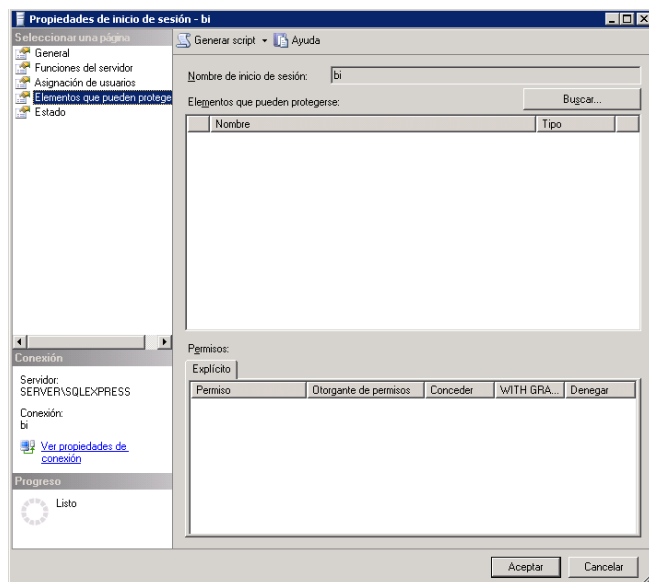 Propiedades de inicio de sesión - bi
Seleccionar una página
General
Funciones del servidor
Asignación de usuarios
Elementos que pueden protege
Estado
Generar script
Ayuda
Nombre de inicio de sesión:
bi
Elementos que pueden protegerse:
Buscar...
Nombre
Tipo
Conexión
Servidor:
SERVER\SQLEXPRESS
Conexión:
bi
Ver propiedades de
conexión
Progreso
Listo
Permisos:
Explícito
Permiso
Otorgante de permisos
Conceder
WITH GRA...
Denegar
Aceptar
Cancelar